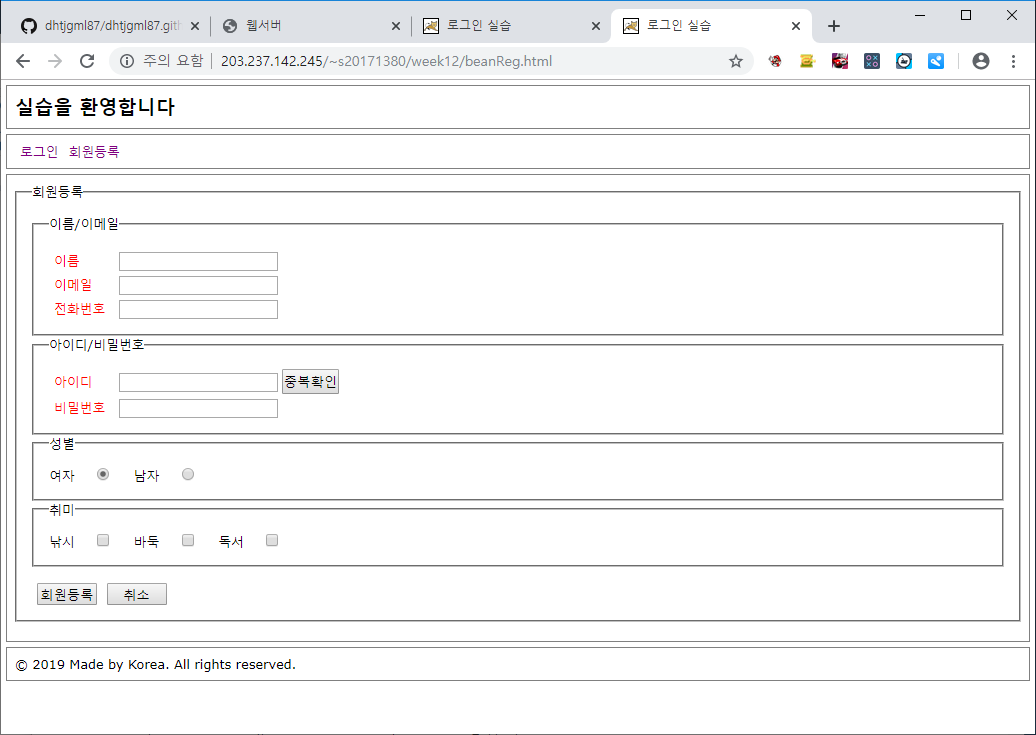 dhtjgml87/dhtjgml87.gith
웹서버
로그인 실습
로그인 실습
주의 요함 | 203.237.142.245/~s20171380/week12/beanReg.html
실습을 환영합니다
로그인 회원등록
회원등록
이름/이메일
이름
이메일
전화번호
아이디/비밀번호
아이디 중복확인
비밀번호
성별
여자 남자
취미
낚시 바둑 독서
회원등록 취소
© 2019 Made by Korea. All rights reserved.